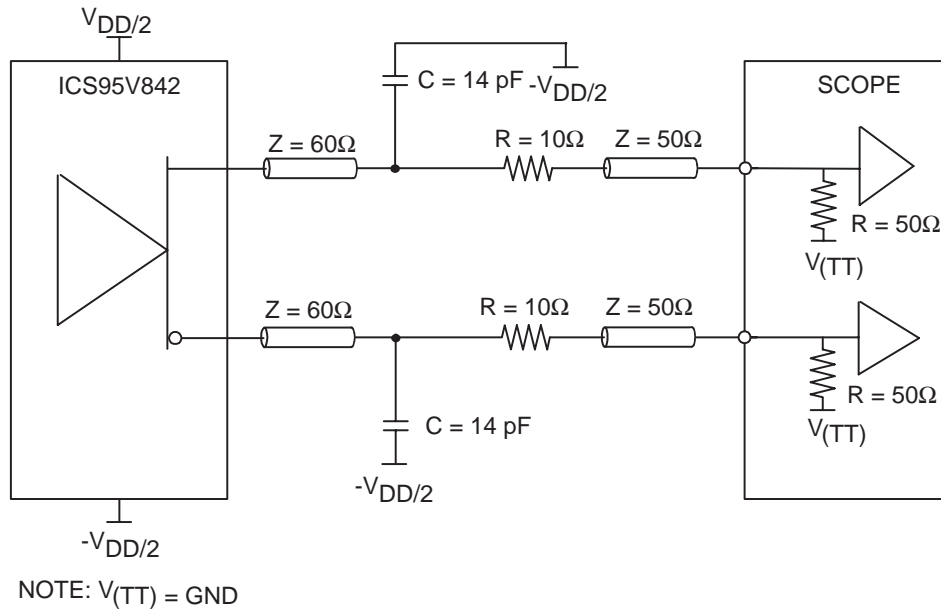 VDD/2
ICS95V842
C = 14 pF
-VDD/2
SCOPE
Z = 60Ω
R = 10Ω
Z = 50Ω
R = 50Ω
V(TT)
Z = 60Ω
R = 10Ω
Z = 50Ω
R = 50Ω
V(TT)
C = 14 pF
-VDD/2
-VDD/2
NOTE: V(TT) = GND